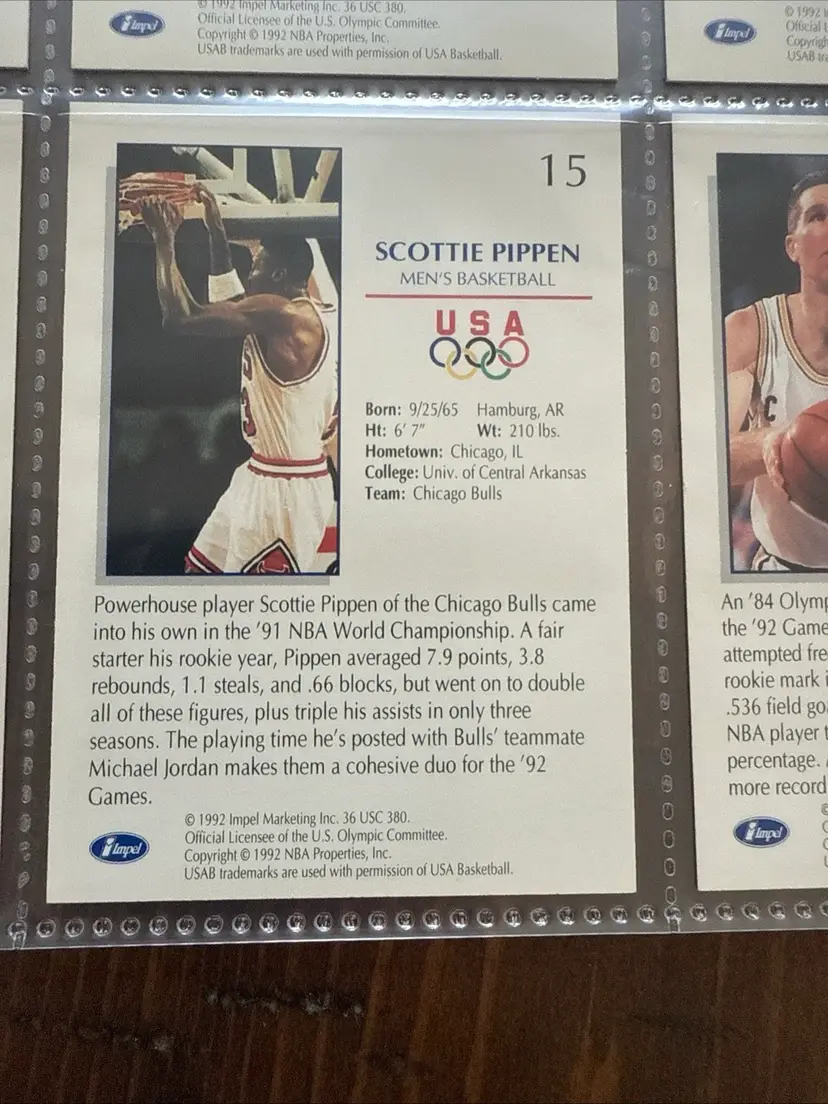 © 1992 Impel Marketing Inc. 36 USC 380.
Official Licensee of the U.S. Olympic Committee.
Copyright © 1992 NBA Properties, Inc.
USAB trademarks are used with permission of USA Basketball.
Impel
Impel
© 1992
Official
Copyrigh
USAB tra
15
SCOTTIE PIPPEN
MEN'S BASKETBALL
USA
Born: 9/25/65 Hamburg, AR
Ht: 6' 7" Wt: 210 lbs.
Hometown: Chicago, IL
College: Univ. of Central Arkansas
Team: Chicago Bulls
S
3
C
Powerhouse player Scottie Pippen of the Chicago Bulls came
into his own in the '91 NBA World Championship. A fair
starter his rookie year, Pippen averaged 7.9 points, 3.8
rebounds, 1.1 steals, and .66 blocks, but went on to double
all of these figures, plus triple his assists in only three
seasons. The playing time he's posted with Bulls' teammate
Michael Jordan makes them a cohesive duo for the '92
Games.
Impel
© 1992 Impel Marketing Inc. 36 USC 380.
Official Licensee of the U.S. Olympic Committee.
Copyright © 1992 NBA Properties, Inc.
USAB trademarks are used with permission of USA Basketball.
An '84 Olymp
the '92 Game
attempted fre
rookie mark i
.536 field go
NBA player t
percentage.
more record
Impel